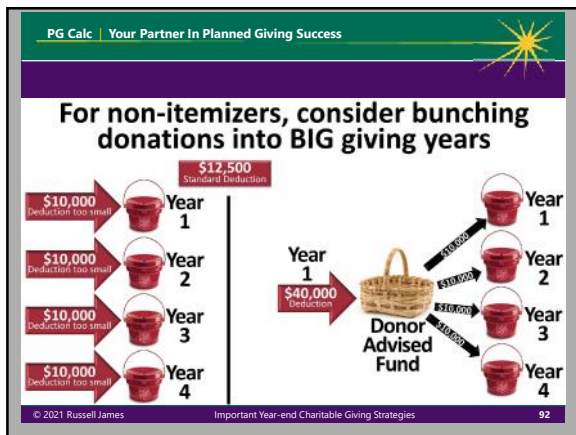 PG Calc | Your Partner In Planned Giving Success
For non-itemizers, consider bunching
donations into BIG giving years
$12,500
Standard Deduction
$10,000
Deduction too small
Year
1
$10,000
Deduction too small
Year
2
$10,000
Deduction too small
Year
3
$10,000
Deduction too small
Year
4
Year
1
$40,000
Deduction
Donor
Advised
Fund
$10,000
Year
1
$10,000
Year
2
$10,000
Year
3
$10,000
Year
4
© 2021 Russell James
Important Year-end Charitable Giving Strategies
92